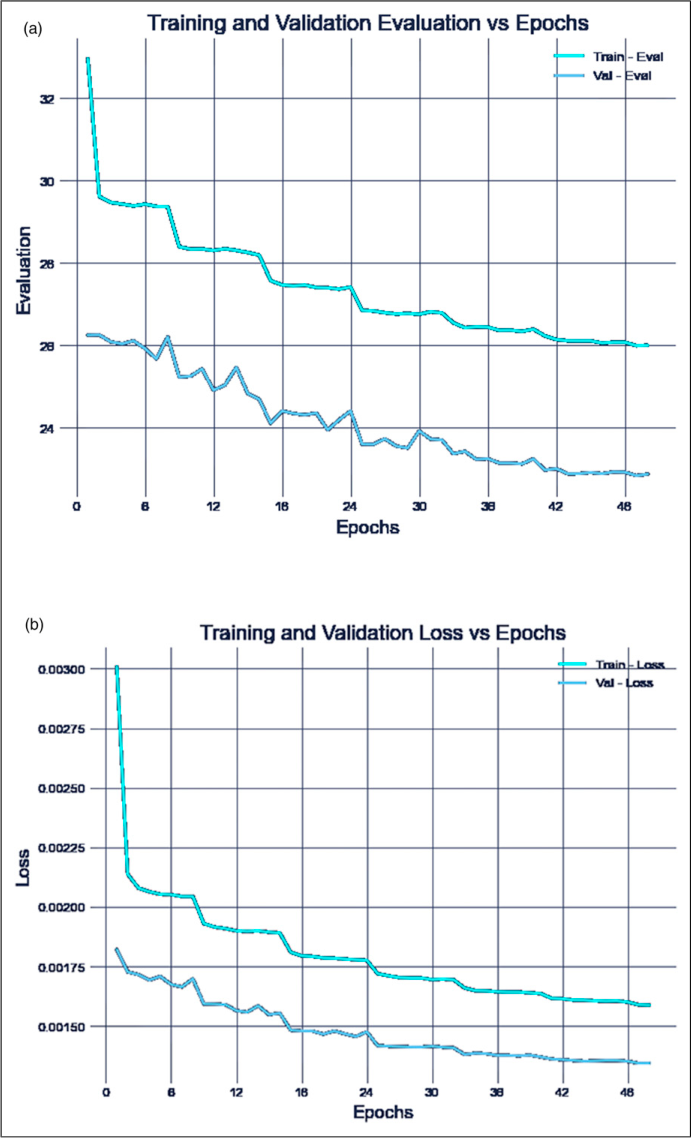 (a)
Training and Validation Evaluation vs Epochs
Train - Eval
Val - Eval
32
30
28
26
24
Evaluation
0 6 12 18 24 30 36 42 48
Epochs
(b)
Training and Validation Loss vs Epochs
Train - Loss
Val - Loss
0.00300
0.00275
0.00250
0.00225
0.00200
0.00175
0.00150
Loss
0 6 12 18 24 30 36 42 48
Epochs